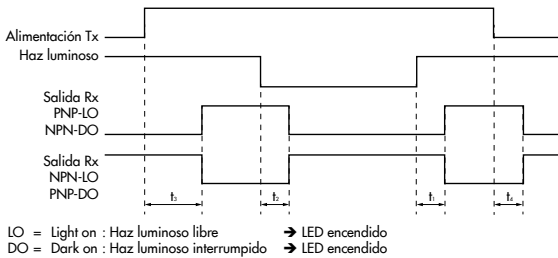 Alimentación Tx
Haz luminoso
Salida Rx
PNP-LO
NPN-DO
Salida Rx
NPN-LO
PNP-DO
t₃ t₂ t₁ t₄
LO = Light on : Haz luminoso libre ➔ LED encendido
DO = Dark on : Haz luminoso interrumpido ➔ LED encendido